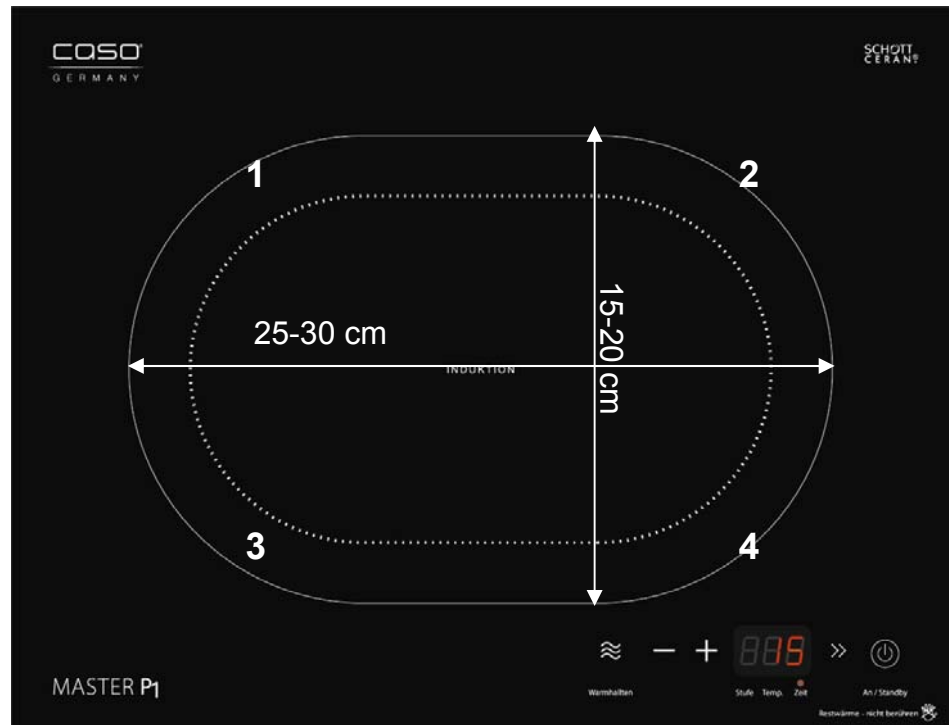 caso
GERMANY
SCHOTT
CERAN®
1
2
25-30 cm
15-20 cm
INDUKTION
3
4
15
MASTER P1
Warmhalten
Stufe Temp. Zeit
An / Standby
Restwärme - nicht berühren